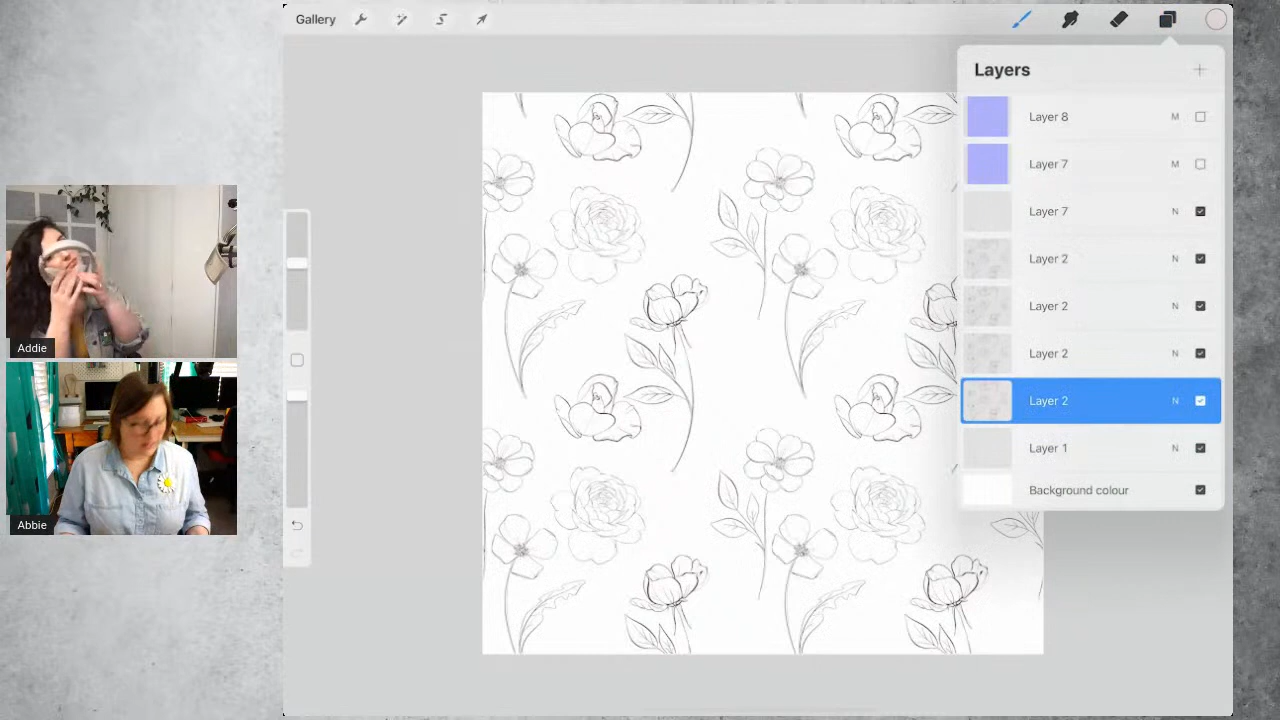 Gallery
Layers
Layer 8 M
Layer 7 M
Layer 7 N
Layer 2 N
Layer 2 N
Layer 2 N
Layer 2 N
Layer 1 N
Background colour
Addie
Abbie